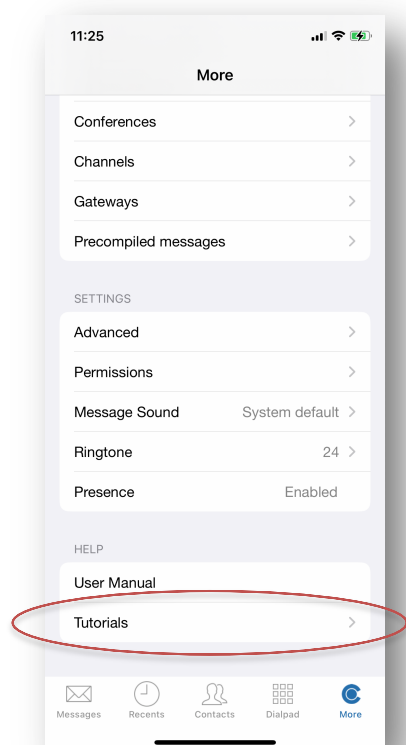 11:25
More
Conferences
Channels
Gateways
Precompiled messages
SETTINGS
Advanced
Permissions
Message Sound System default
Ringtone 24
Presence Enabled
HELP
User Manual
Tutorials
Messages Recents Contacts Dialpad More